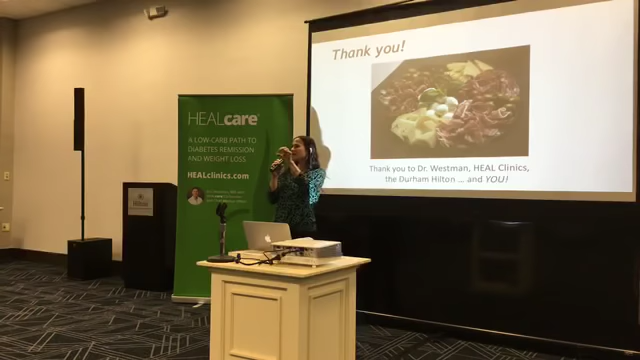 HEALcare
A LOW-CARB PATH TO
DIABETES REMISSION
AND WEIGHT LOSS
HEALclinics.com
Hilton
Thank you!
Thank you to Dr. Westman, HEAL Clinics,
the Durham Hilton ... and YOU!